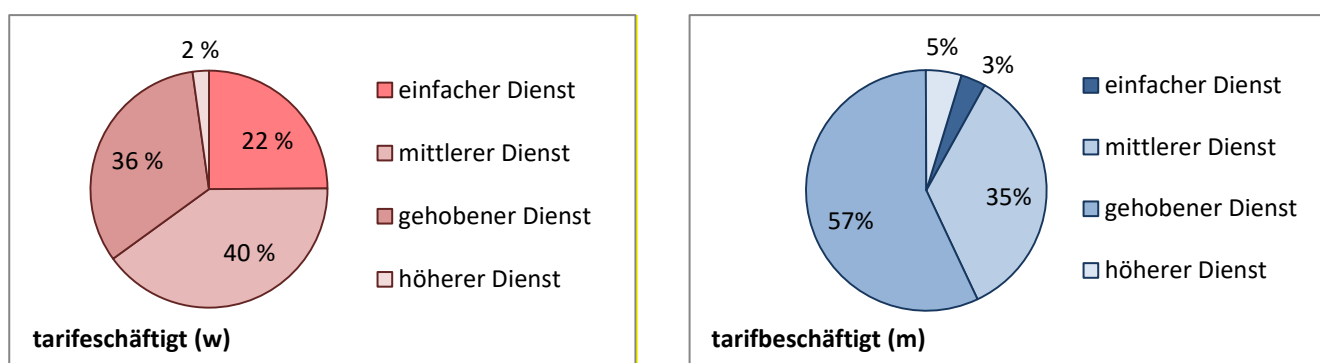 2 %
22 %
36 %
40 %
einfacher Dienst
mittlerer Dienst
gehobener Dienst
höherer Dienst
tarifeschäftigt (w)
5%
3%
35%
57%
einfacher Dienst
mittlerer Dienst
gehobener Dienst
höherer Dienst
tarifbeschäftigt (m)